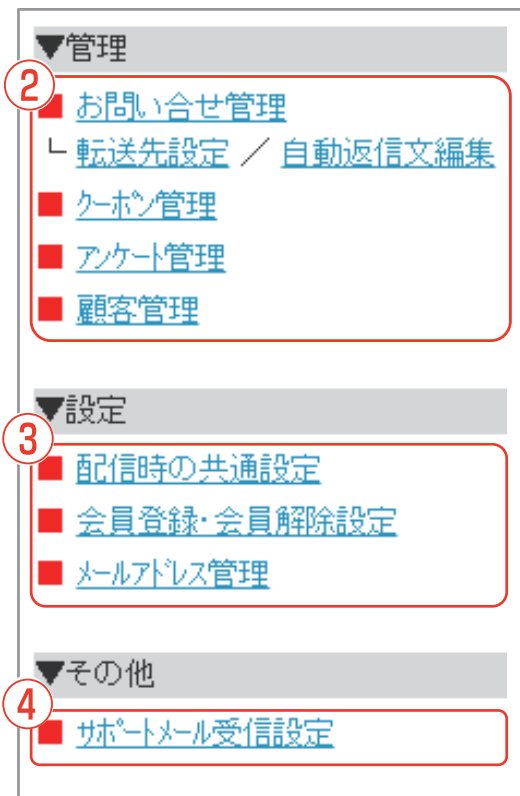 ▼管理
②
■ お問い合せ管理
└ 転送先設定 ／ 自動返信文編集
■ クーポン管理
■ アンケート管理
■ 顧客管理
▼設定
③
■ 配信時の共通設定
■ 会員登録・会員解除設定
■ メールアドレス管理
▼その他
④
■ サポートメール受信設定